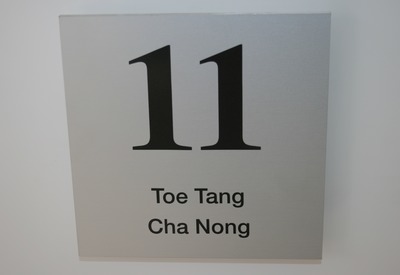 11
Toe Tang
Cha Nong